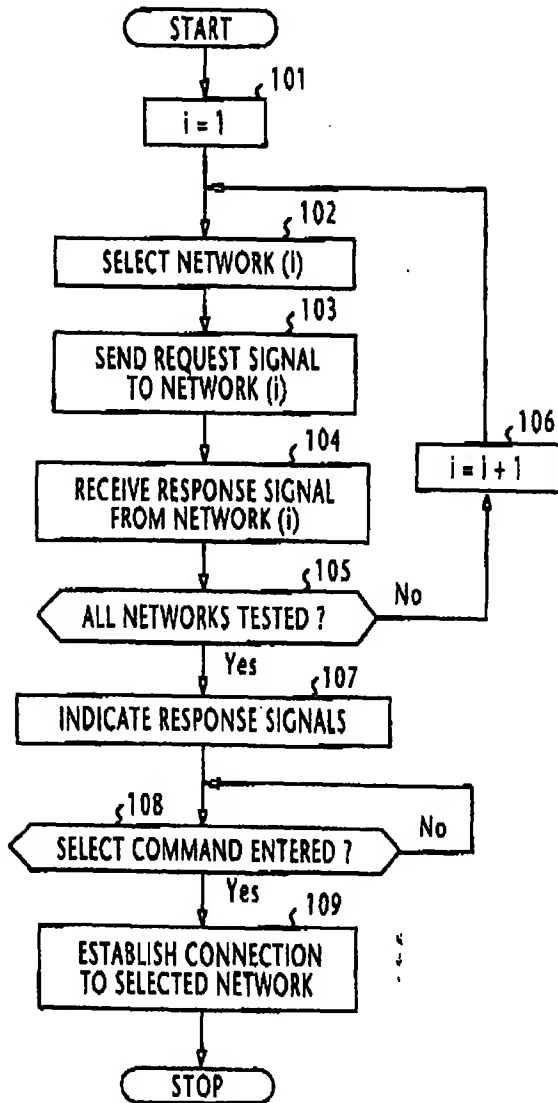 START
101
i = 1
102
SELECT NETWORK (I)
103
SEND REQUEST SIGNAL
TO NETWORK (i)
104
RECEIVE RESPONSE SIGNAL
FROM NETWORK (i)
106
i = i + 1
105
ALL NETWORKS TESTED ?
No
Yes
107
INDICATE RESPONSE SIGNALS
108
SELECT COMMAND ENTERED ?
No
Yes
109
ESTABLISH CONNECTION
TO SELECTED NETWORK
STOP